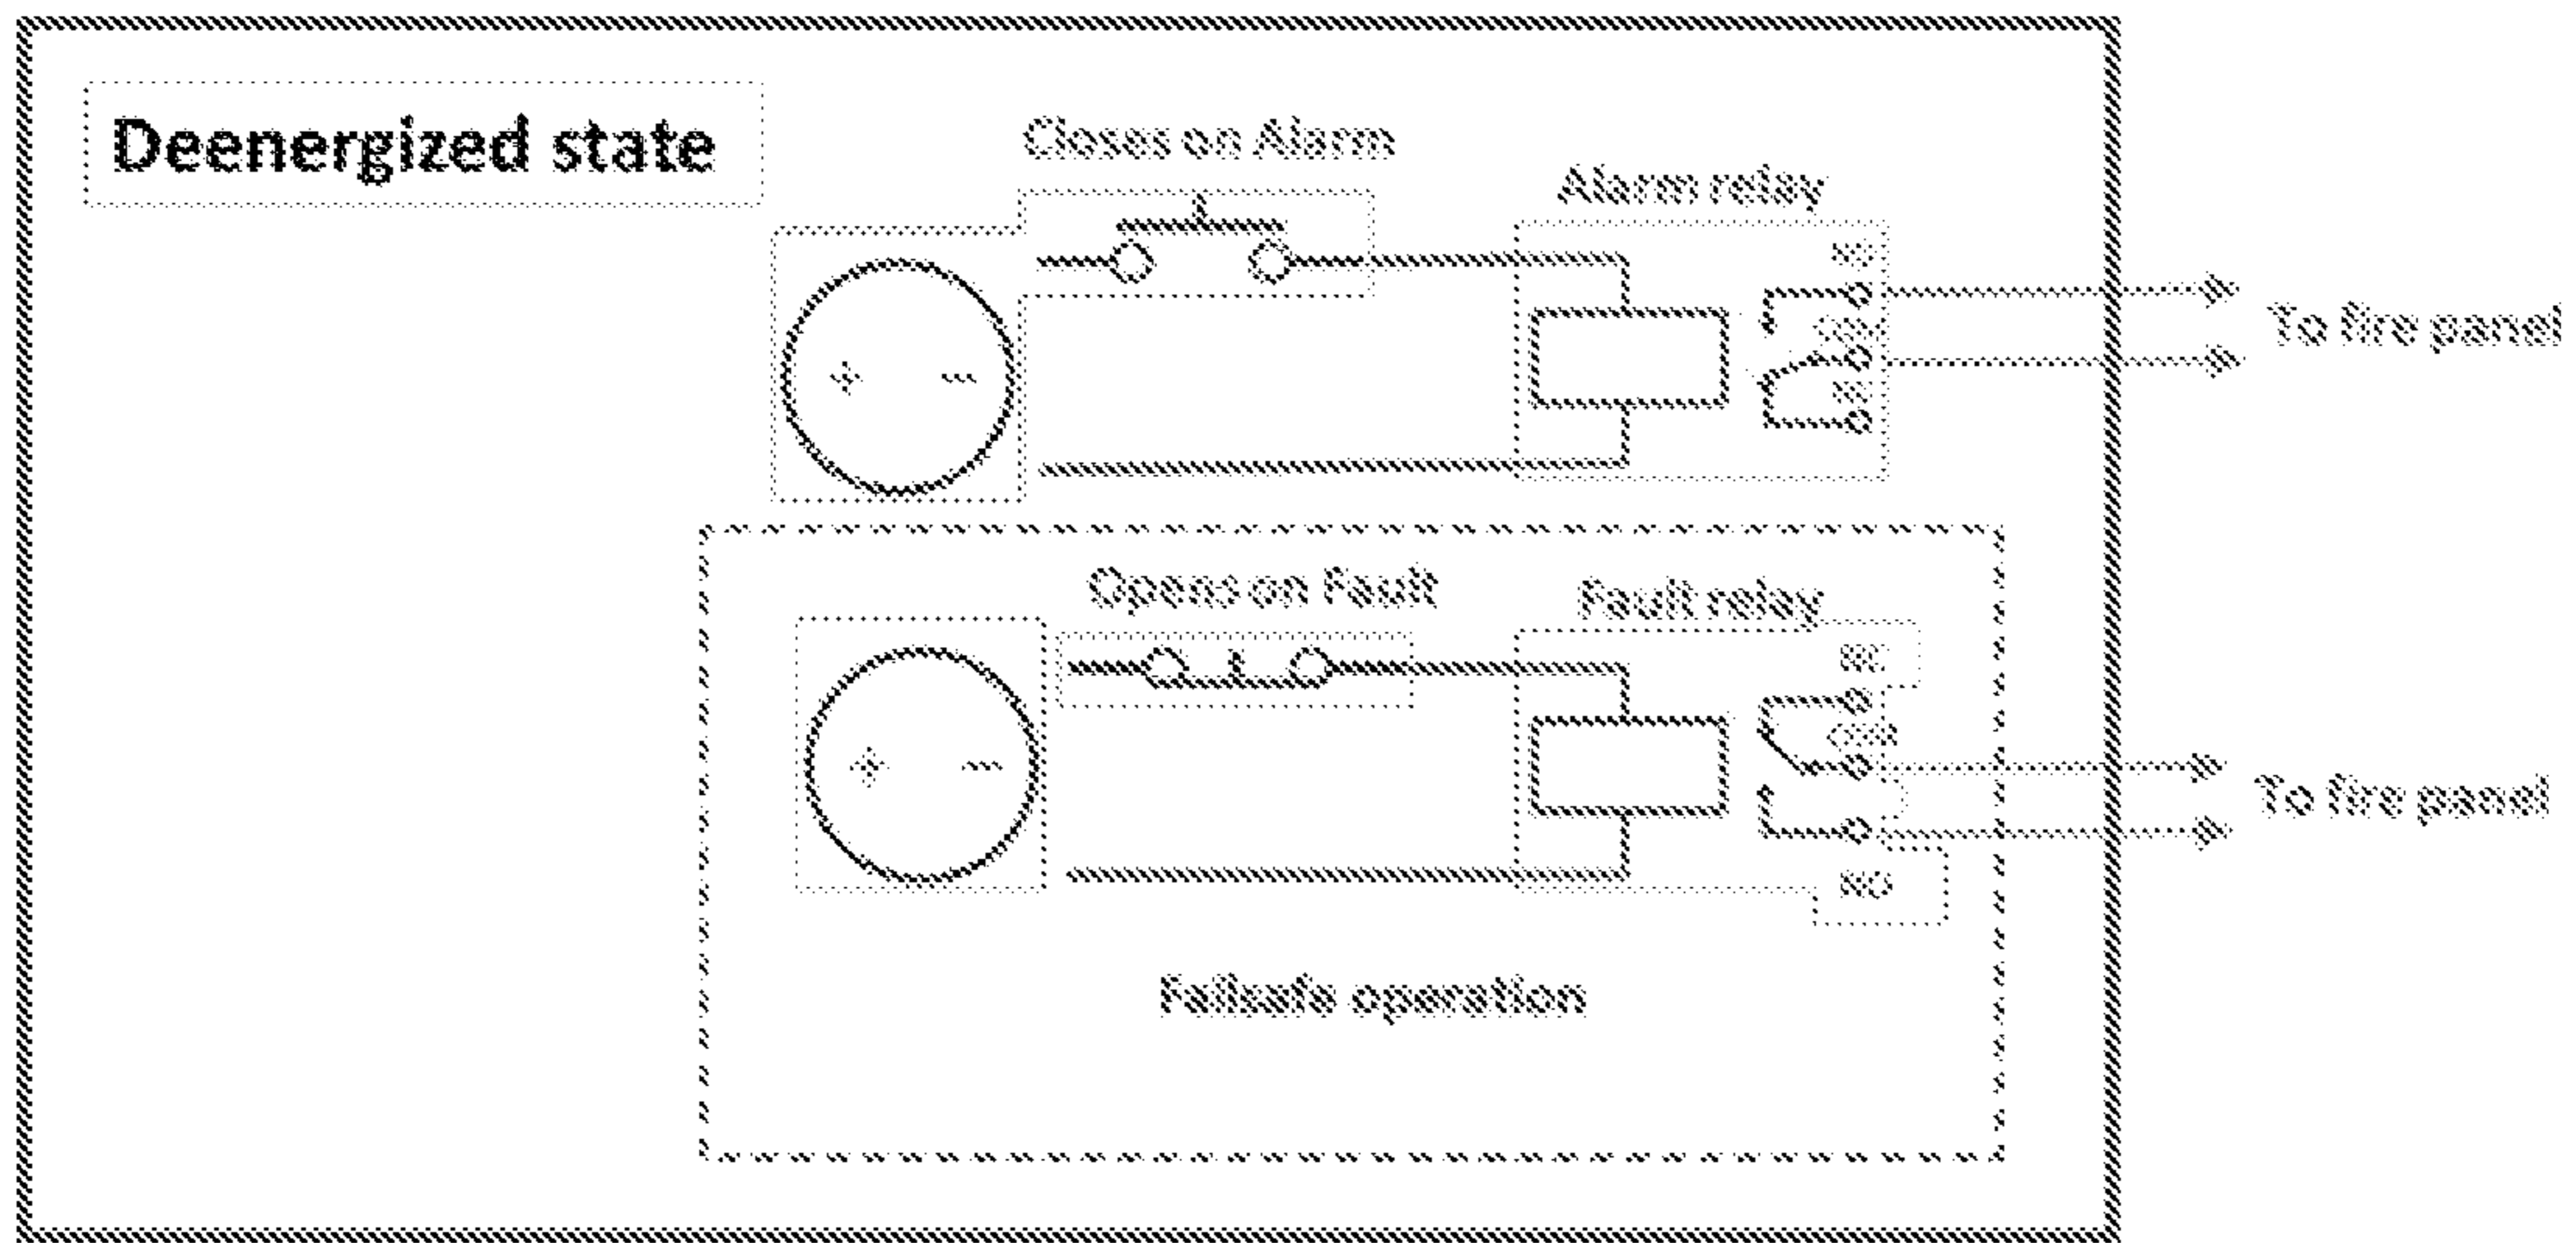 Deenergized state
Closes on Alarm
Alarm relay
To fire panel
Opens on Fault
Fault relay
NC
To fire panel
NO
Failsafe operation